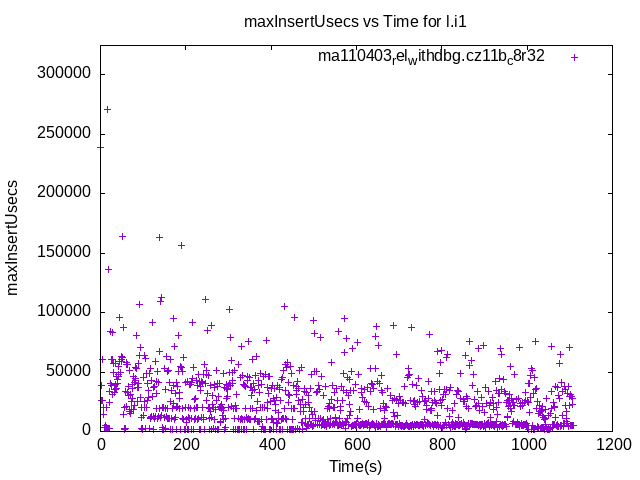 maxInsertUsecs vs Time for l.i1
ma110403_rel_withdbg.cz11b_c8r32
300000
250000
200000
150000
100000
50000
0
maxInsertUsecs
0 200 400 600 800 1000 1200
Time(s)